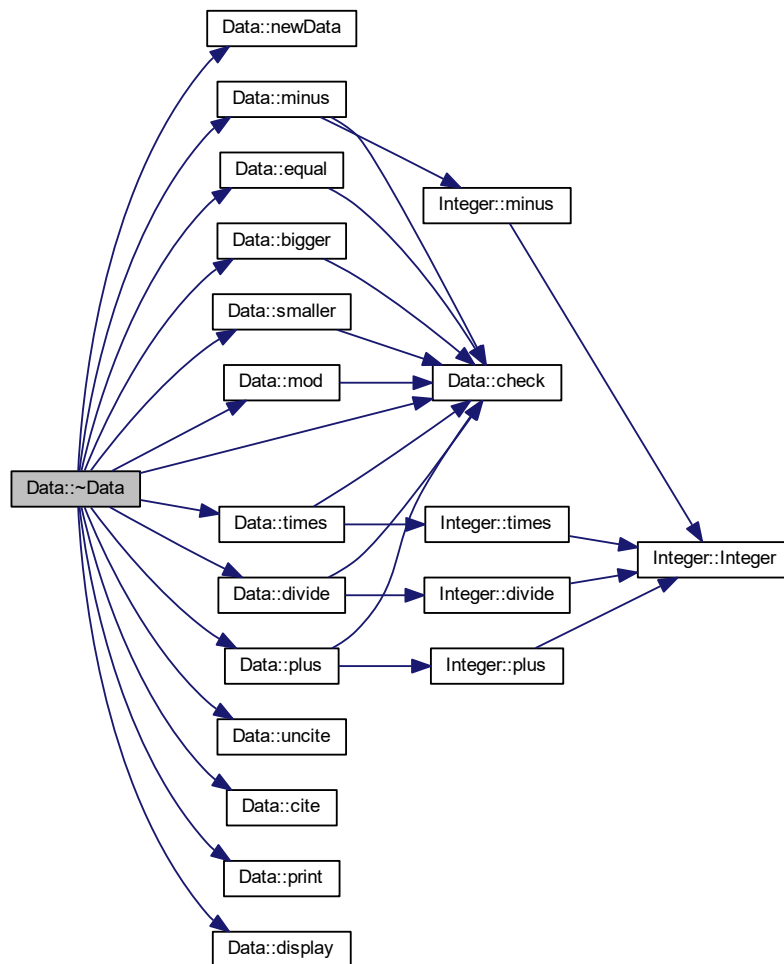 Data::newData
Data::minus
Data::equal
Integer::minus
Data::bigger
Data::smaller
Data::mod
Data::check
Data::~Data
Data::times
Integer::times
Integer::Integer
Data::divide
Integer::divide
Data::plus
Integer::plus
Data::uncite
Data::cite
Data::print
Data::display